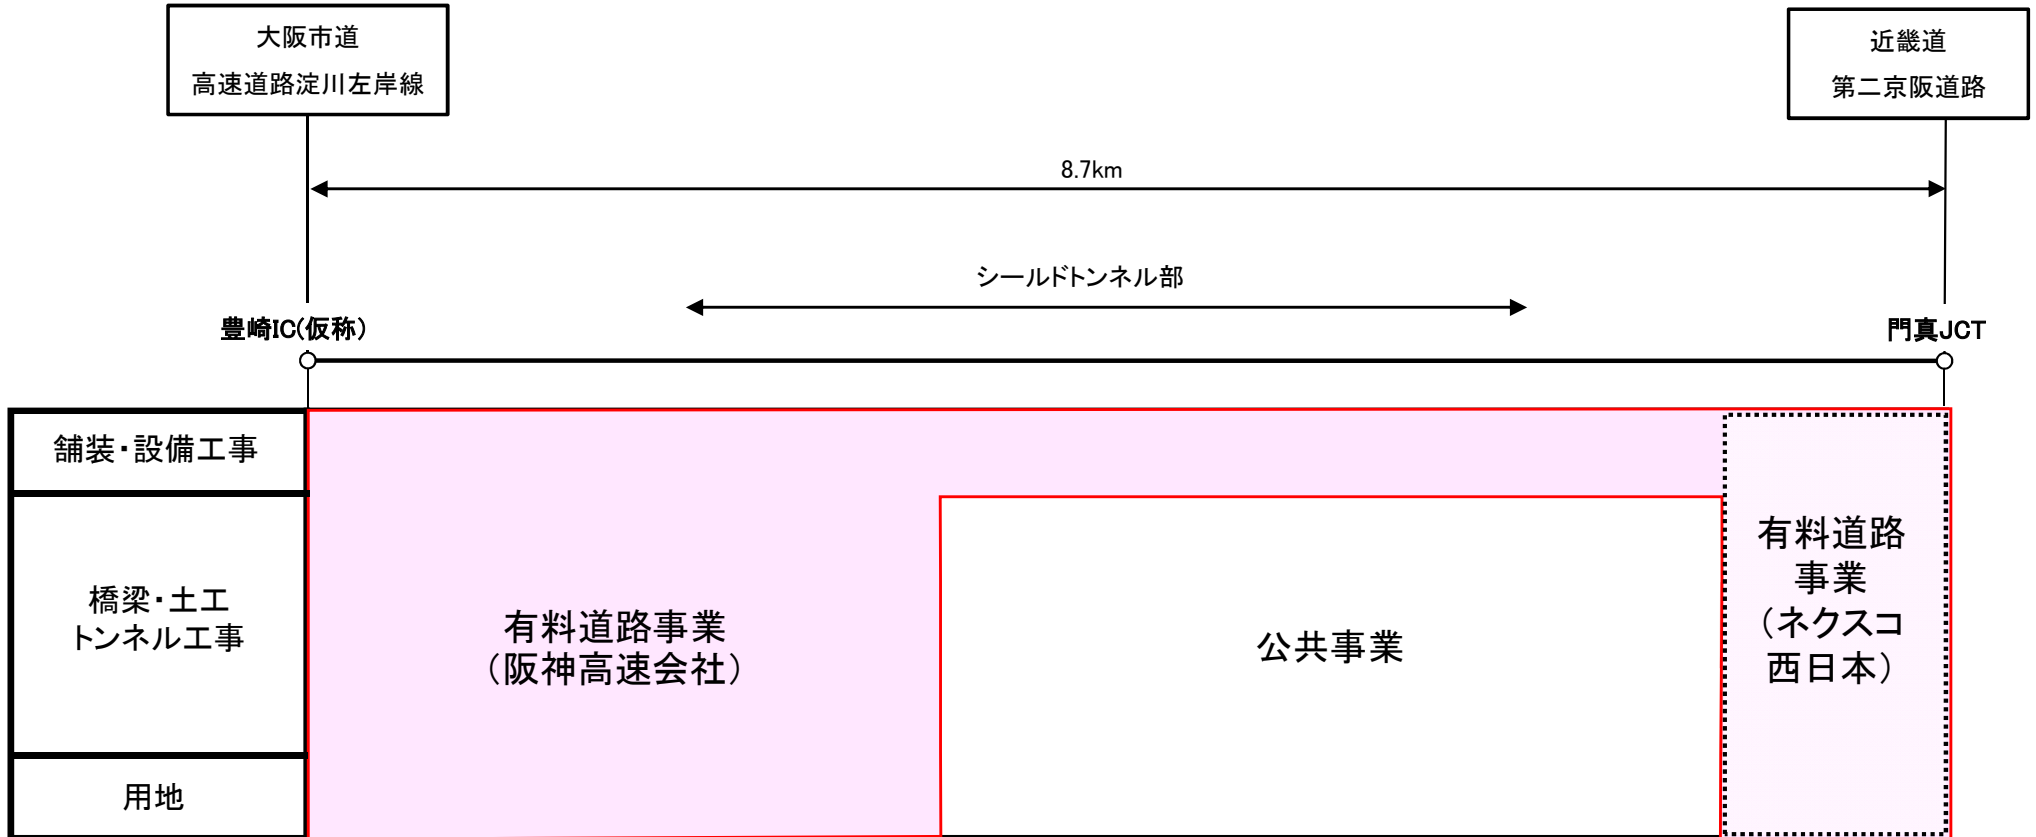 大阪市道
高速道路淀川左岸線
近畿道
第二京阪道路
8.7km
シールドトンネル部
豊崎IC(仮称)
門真JCT
舗装・設備工事
橋梁・土工
トンネル工事
用地
有料道路事業
(阪神高速会社)
公共事業
有料道路
事業
(ネクスコ
西日本)